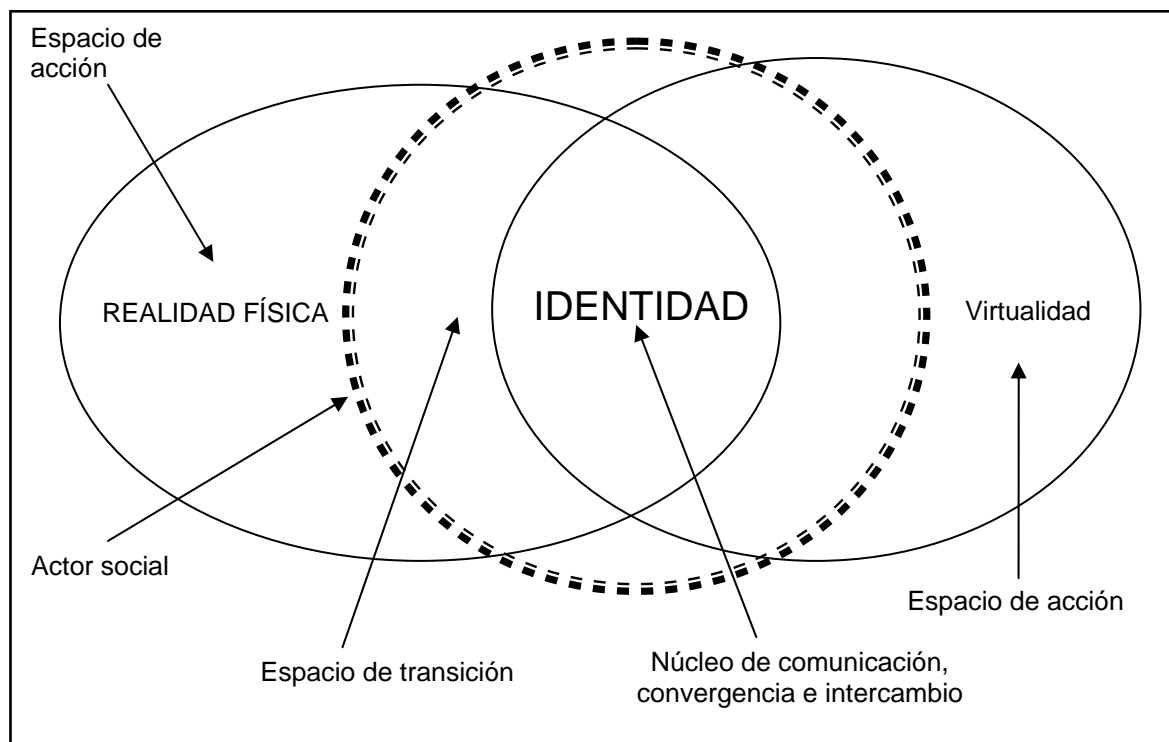 Espacio de
acción
REALIDAD FÍSICA
IDENTIDAD
Virtualidad
Actor social
Espacio de acción
Espacio de transición
Núcleo de comunicación,
convergencia e intercambio